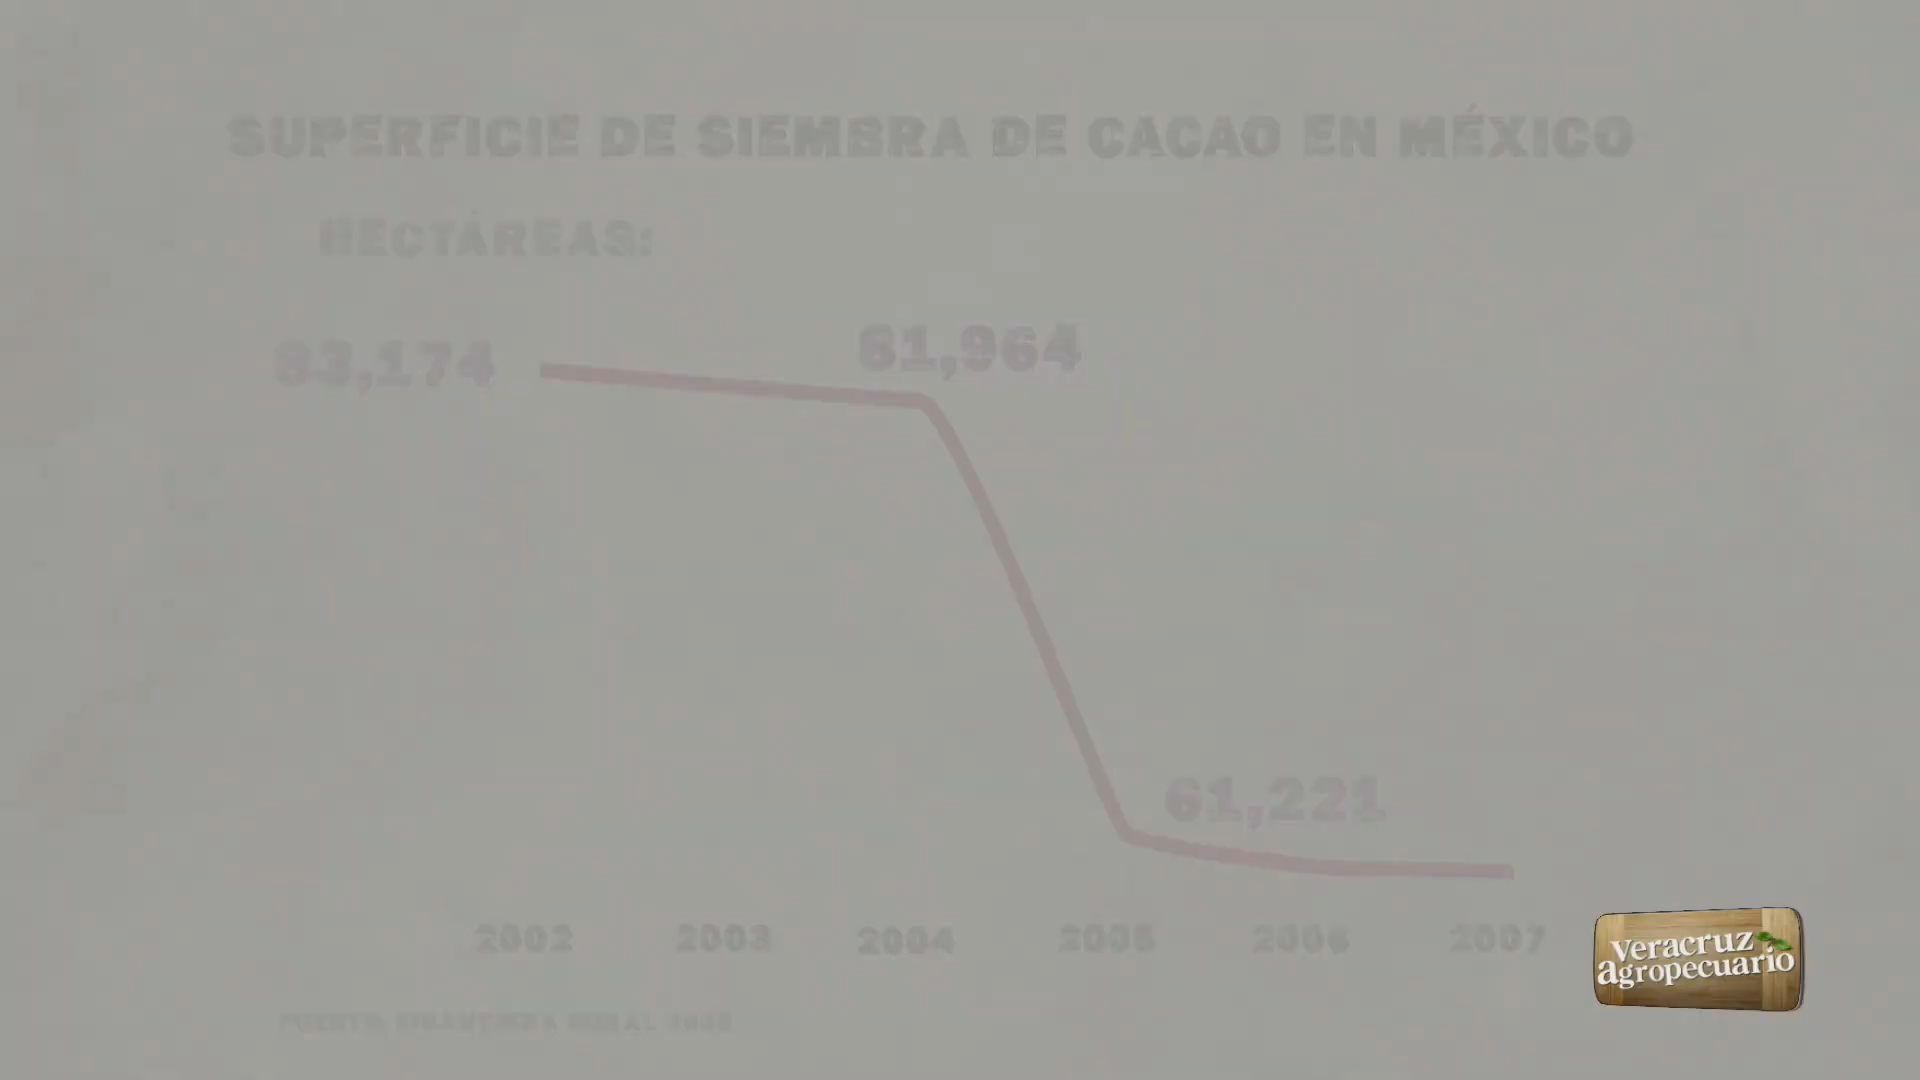 SUPERFICIE DE SIEMBRA DE CACAO EN MÉXICO
HECTÁREAS:
83,174
61,964
61,221
2002 2003 2004 2005 2006 2007
Veracruz
agropecuario